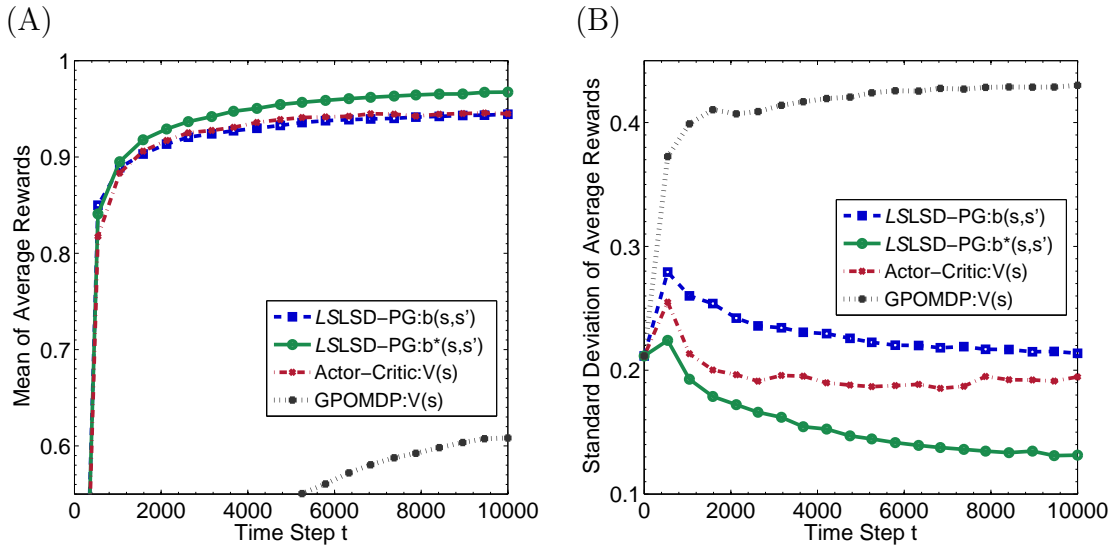 (A)
(B)
1
0.9
0.8
0.7
0.6
0
2000
4000
6000
8000
10000
Mean of Average Rewards
Time Step t
LSLSD-PG:b(s,s')
LSLSD-PG:b*(s,s')
Actor-Critic:V(s)
GPOMDP:V(s)
0.4
0.3
0.2
0.1
0
2000
4000
6000
8000
10000
Standard Deviation of Average Rewards
Time Step t
LSLSD-PG:b(s,s')
LSLSD-PG:b*(s,s')
Actor-Critic:V(s)
GPOMDP:V(s)